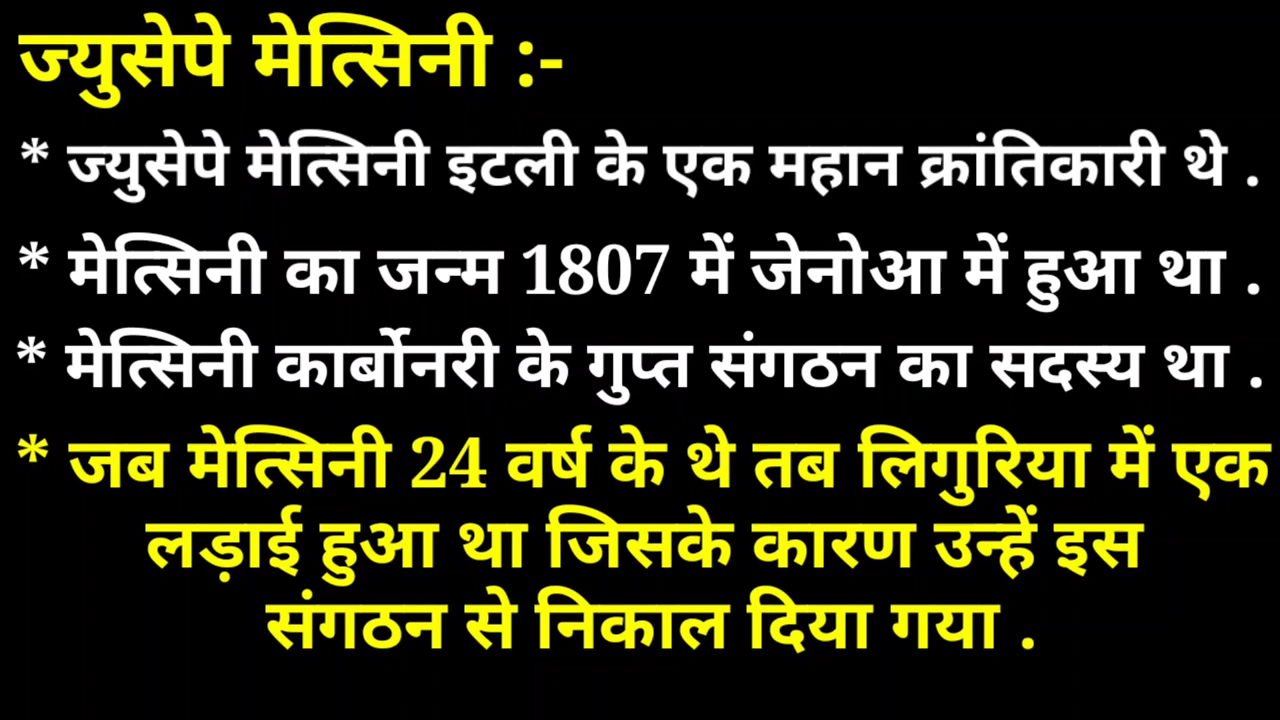 ज्युसेपे मेत्सिनी :-
* ज्युसेपे मेत्सिनी इटली के एक महान क्रांतिकारी थे .
* मेत्सिनी का जन्म 1807 में जेनोआ में हुआ था .
* मेत्सिनी कार्बोनरी के गुप्त संगठन का सदस्य था .
* जब मेत्सिनी 24 वर्ष के थे तब लिगुरिया में एक
लड़ाई हुआ था जिसके कारण उन्हें इस
संगठन से निकाल दिया गया .